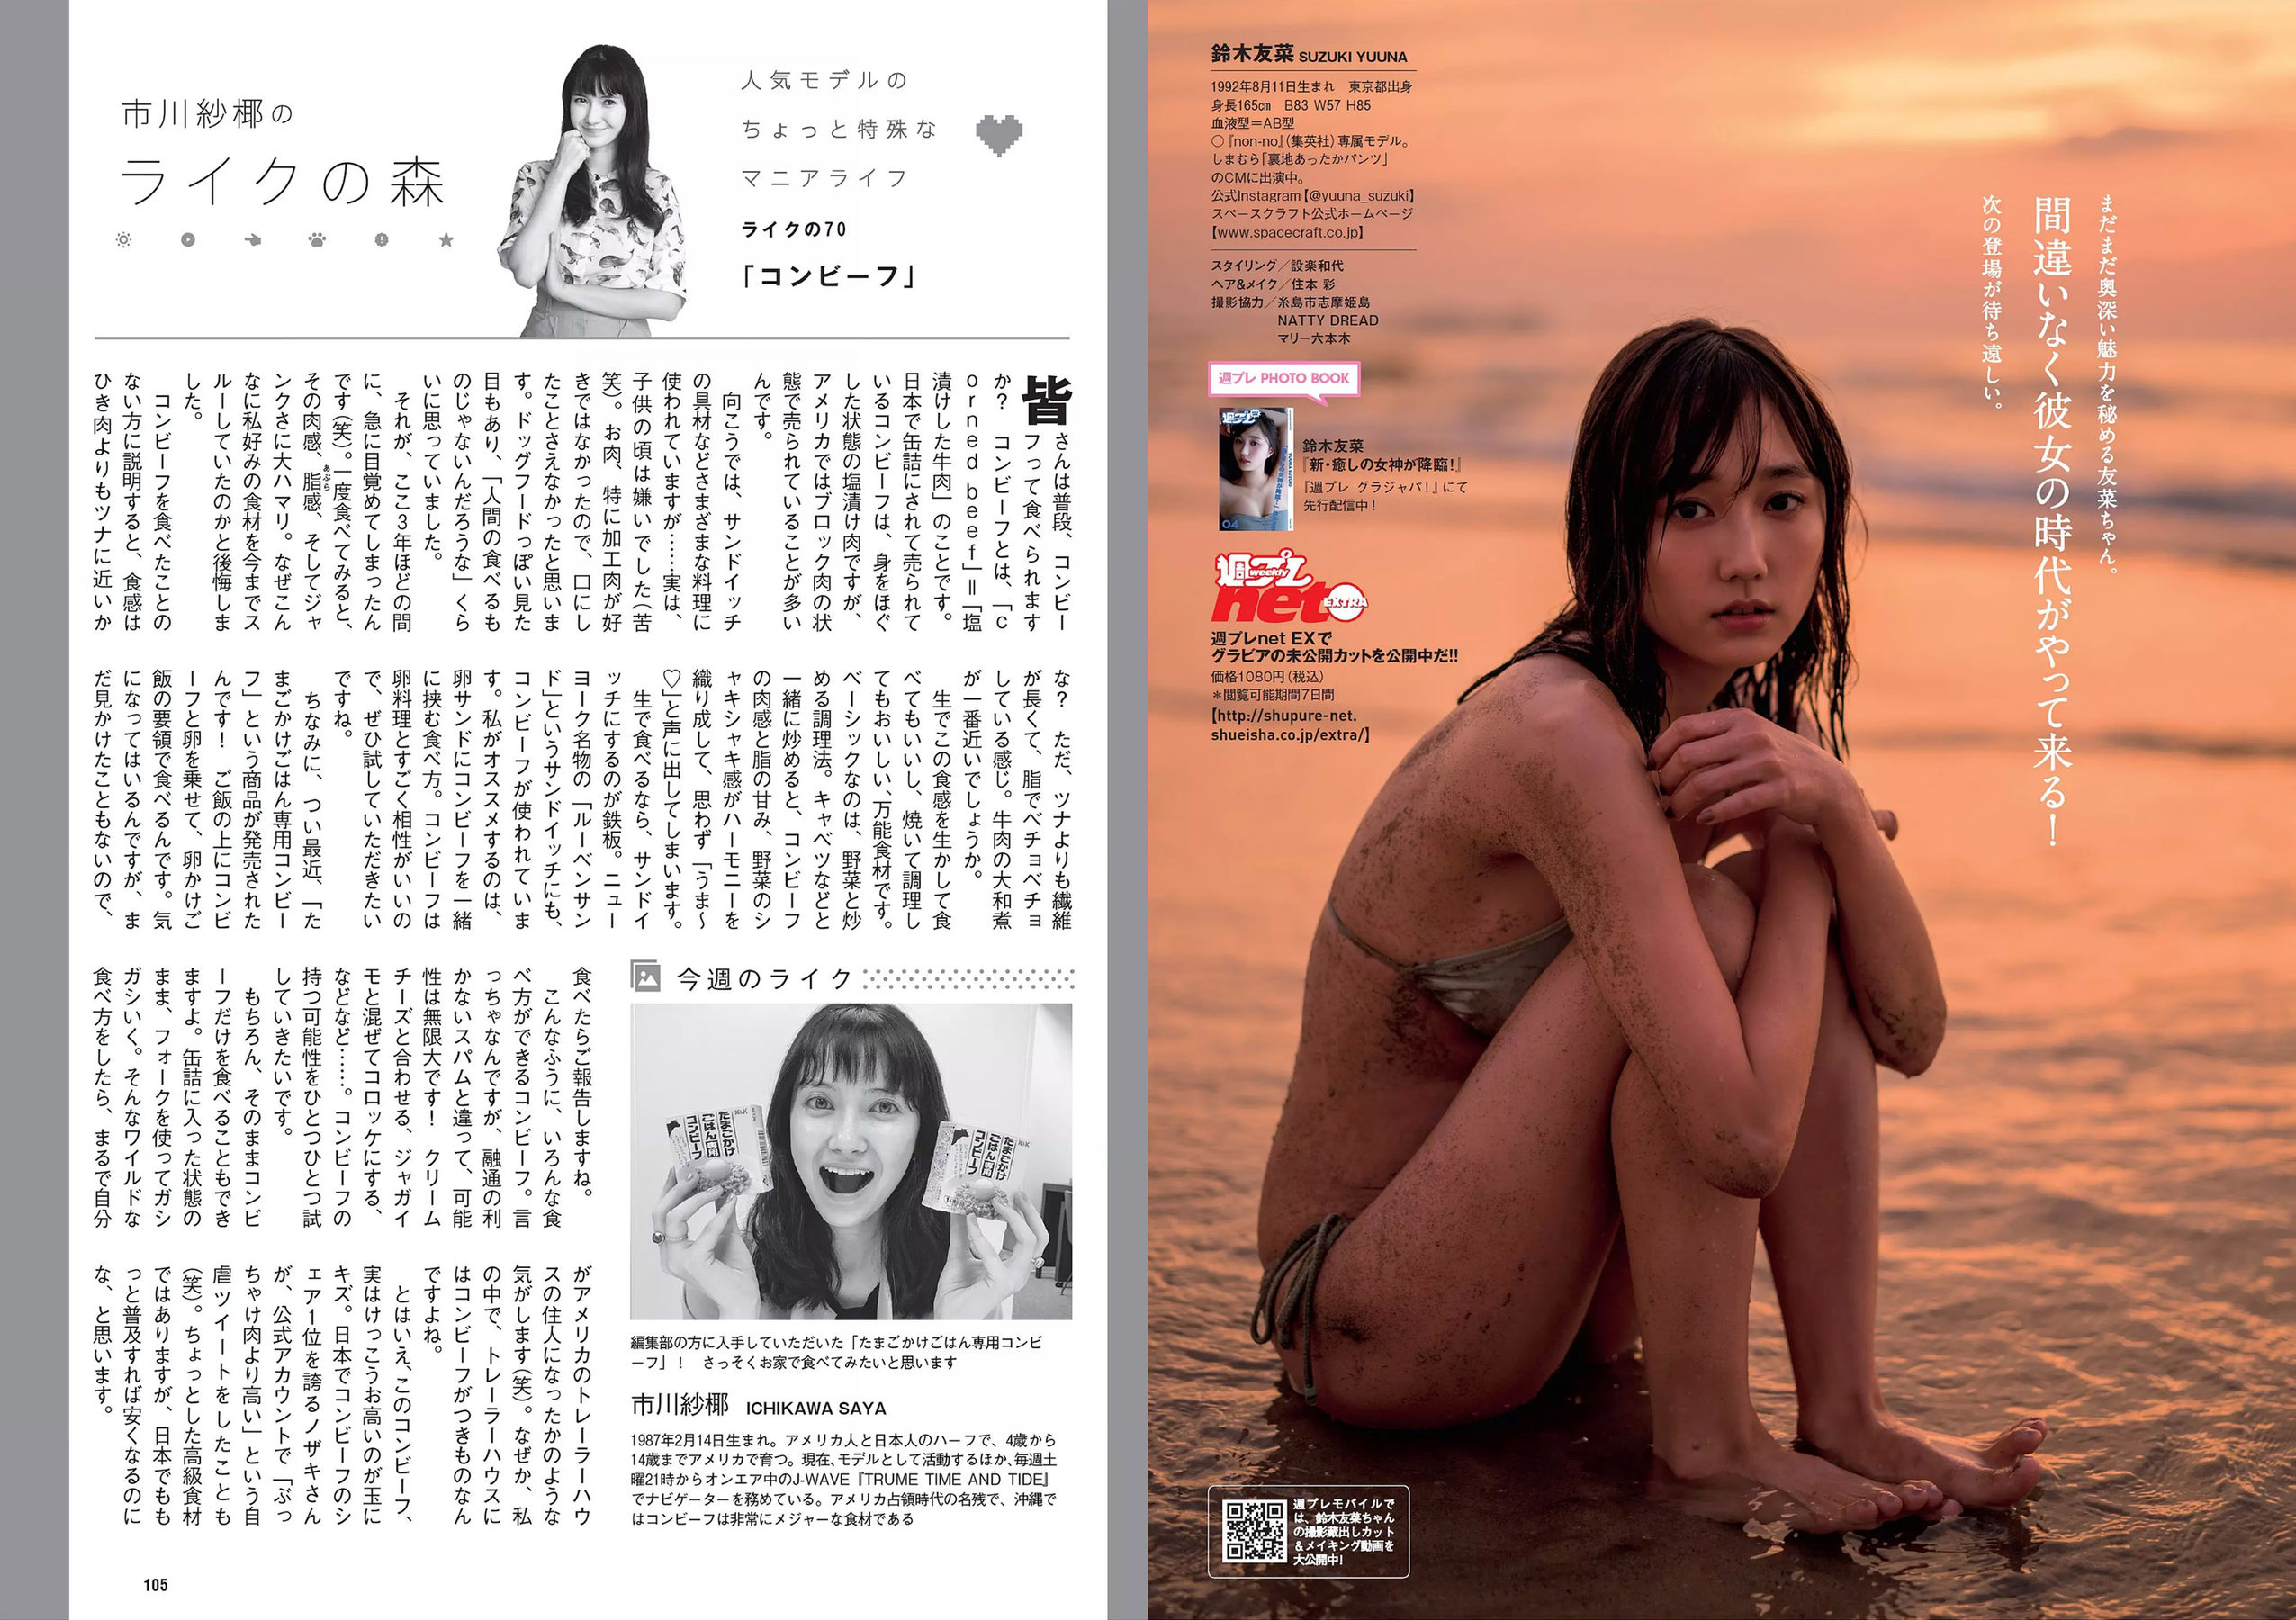 市川紗椰の
ライクの森
人気モデルの
ちょっと特殊な
マニアライフ
ライクの70
「コンビーフ」
皆さんは普段、コンビー
フって食べられます
か?　コンビーフとは、「c
orned beef」=「塩
漬けした牛肉」のことです。
日本で缶詰にされて売られて
いるコンビーフは、身をほぐ
した状態の塩漬け肉ですが、
アメリカではブロック肉の状
態で売られていることが多い
んです。
向こうでは、サンドイッチ
の具材などさまざまな料理に
使われていますが……実は、
子供の頃は嫌いでした(苦
笑)。お肉、特に加工肉が好
きではなかったので、口にし
たことさえなかったと思いま
す。ドッグフードっぽい見た
目もあり、「人間の食べるも
のじゃないんだろうな」くら
いに思っていました。
それが、ここ3年ほどの間
に、急に目覚めてしまったん
です(笑)。一度食べてみると、
その肉感、脂感、そしてジャ
あぶら
ンクさに大ハマリ。なぜこん
なに私好みの食材を今までス
ルーしていたのかと後悔しま
した。
コンビーフを食べたことの
ない方に説明すると、食感は
ひき肉よりもツナに近いか
な?　ただ、ツナよりも繊維
が長くて、脂でベチョベチョ
している感じ。牛肉の大和煮
が一番近いでしょうか。
生でこの食感を生かして食
べてもいいし、焼いて調理し
てもおいしい、万能食材です。
ベーシックなのは、野菜と炒
める調理法。キャベツなどと
一緒に炒めると、コンビーフ
の肉感と脂の甘み、野菜のシ
ャキシャキ感がハーモニーを
織り成して、思わず「うま〜
♡」と声に出してしまいます。
生で食べるなら、サンドイ
ッチにするのが鉄板。ニュー
ヨーク名物の「ルーベンサン
ド」というサンドイッチにも、
コンビーフが使われていま
す。私がオススメするのは、
卵サンドにコンビーフを一緒
に挟む食べ方。コンビーフは
卵料理とすごく相性がいいの
で、ぜひ試していただきたい
ですね。
ちなみに、つい最近、「た
まごかけごはん専用コンビー
フ」という商品が発売された
んです!　ご飯の上にコンビ
ーフと卵を乗せて、卵かけご
飯の要領で食べるんです。気
になってはいるんですが、ま
だ見かけたこともないので、
食べたらご報告しますね。
こんなふうに、いろんな食
べ方ができるコンビーフ。言
っちゃなんですが、融通の利
かないスパムと違って、可能
性は無限大です!　クリーム
チーズと合わせる、ジャガイ
モと混ぜてコロッケにする、
などなど……。コンビーフの
持つ可能性をひとつひとつ試
していきたいです。
もちろん、そのままコンビ
ーフだけを食べることもでき
ますよ。缶詰に入った状態の
まま、フォークを使ってガシ
ガシいく。そんなワイルドな
食べ方をしたら、まるで自分
がアメリカのトレーラーハウ
スの住人になったかのような
気がします(笑)。なぜか、私
の中で、トレーラーハウスに
はコンビーフがつきものなん
ですよね。
とはいえ、このコンビーフ、
実はけっこうお高いのが玉に
キズ。日本でコンビーフのシ
ェア1位を誇るノザキさん
が、公式アカウントで「ぶっ
ちゃけ肉より高い」という自
虐ツイートをしたことも
(笑)。ちょっとした高級食材
ではありますが、日本でもも
っと普及すれば安くなるのに
な、と思います。
今週のライク
たまごかけ
ごはん専用
コンビーフ
たまごかけ
ごはん専用
コンビーフ
編集部の方に入手していただいた「たまごかけごはん専用コンビ
ーフ」!　さっそくお家で食べてみたいと思います
市川紗椰　ICHIKAWA SAYA
1987年2月14日生まれ。アメリカ人と日本人のハーフで、4歳から
14歳までアメリカで育つ。現在、モデルとして活動するほか、毎週土
曜21時からオンエア中のJ-WAVE『TRUME TIME AND TIDE』
でナビゲーターを務めている。アメリカ占領時代の名残で、沖縄で
はコンビーフは非常にメジャーな食材である
105
鈴木友菜 SUZUKI YUUNA
1992年8月11日生まれ　東京都出身
身長165㎝　B83 W57 H85
血液型=AB型
○『non-no』(集英社)専属モデル。
しまむら「裏地あったかパンツ」
のCMに出演中。
公式Instagram【@yuuna_suzuki】
スペースクラフト公式ホームページ
【www.spacecraft.co.jp】
スタイリング/設楽和代
ヘア&メイク/住本 彩
撮影協力/糸島市志摩姫島
NATTY DREAD
マリー六本木
週プレ PHOTO BOOK
鈴木友菜
『新・癒しの女神が降臨!』
『週プレ グラジャパ!』にて
先行配信中!
週プレ
weekly
net
EXTRA
週プレnet EXで
グラビアの未公開カットを公開中だ!!
価格1080円(税込)
*閲覧可能期間7日間
【http://shupure-net.
shueisha.co.jp/extra/】
まだまだ奥深い魅力を秘める友菜ちゃん。
間違いなく彼女の時代がやって来る!
次の登場が待ち遠しい。
週プレモバイルで
は、鈴木友菜ちゃん
の撮影蔵出しカット
&メイキング動画を
大公開中!